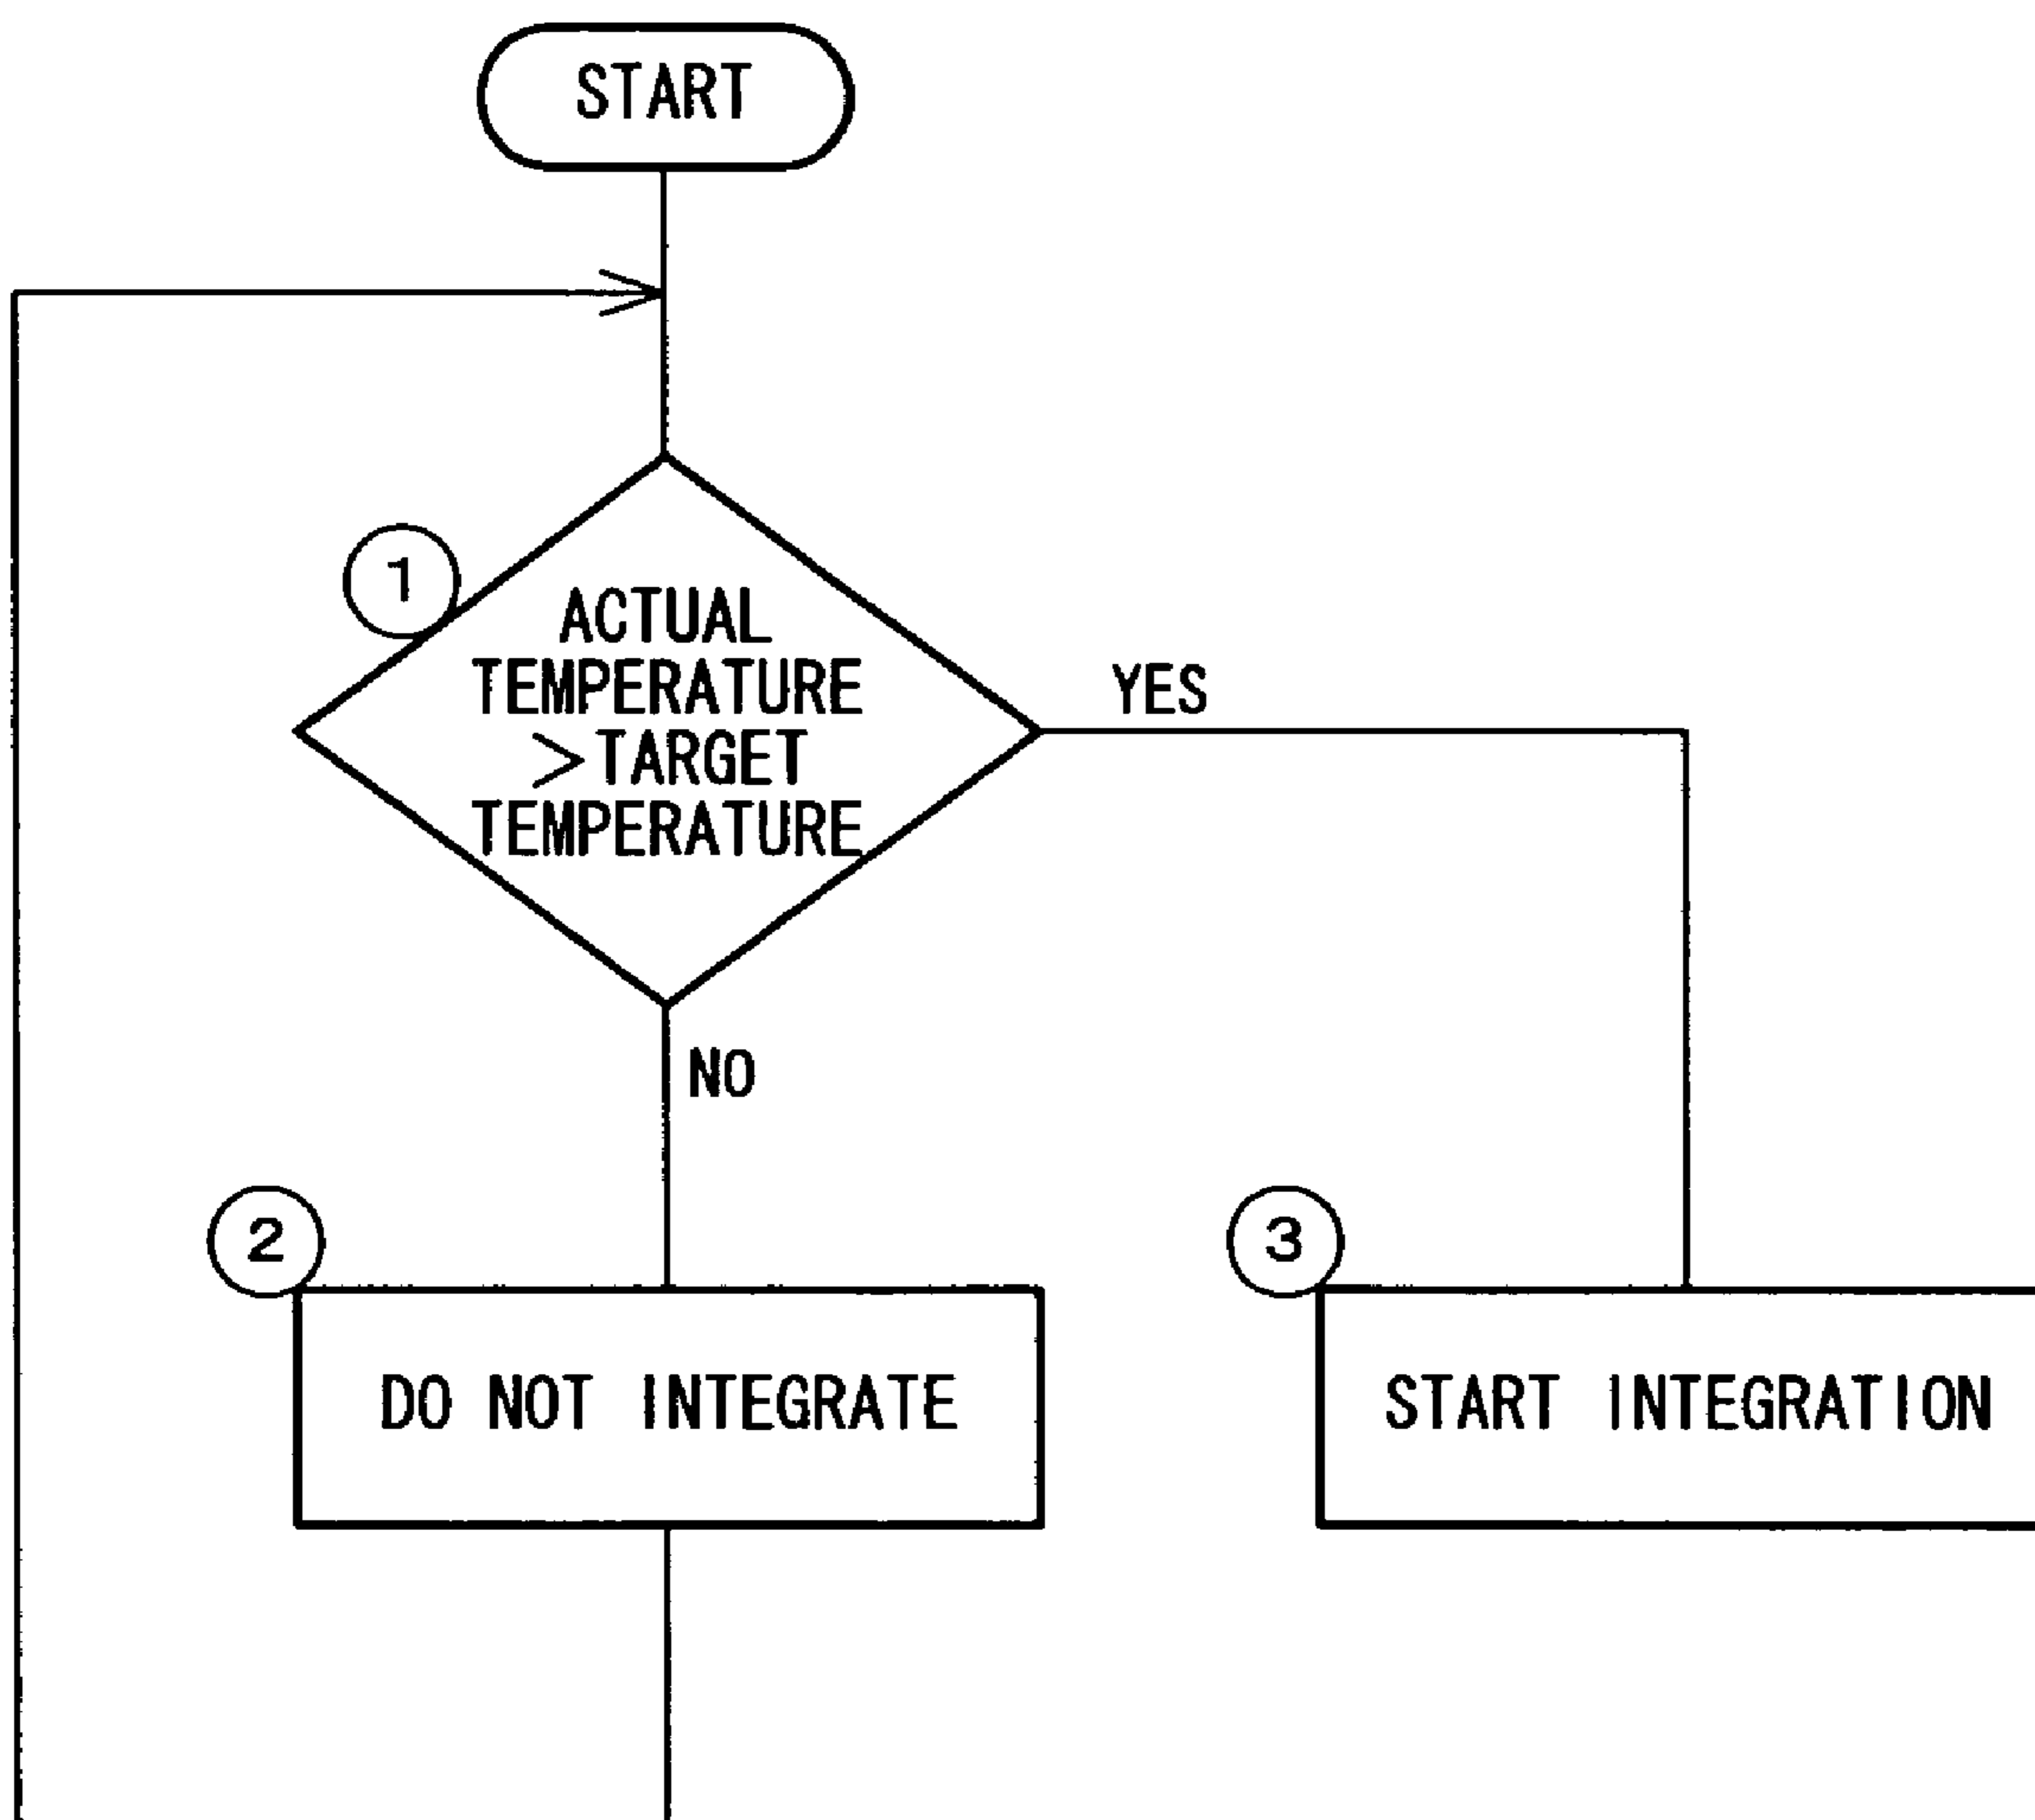 START
1
ACTUAL
TEMPERATURE
>TARGET
TEMPERATURE
YES
NO
2
DO NOT INTEGRATE
3
START INTEGRATION